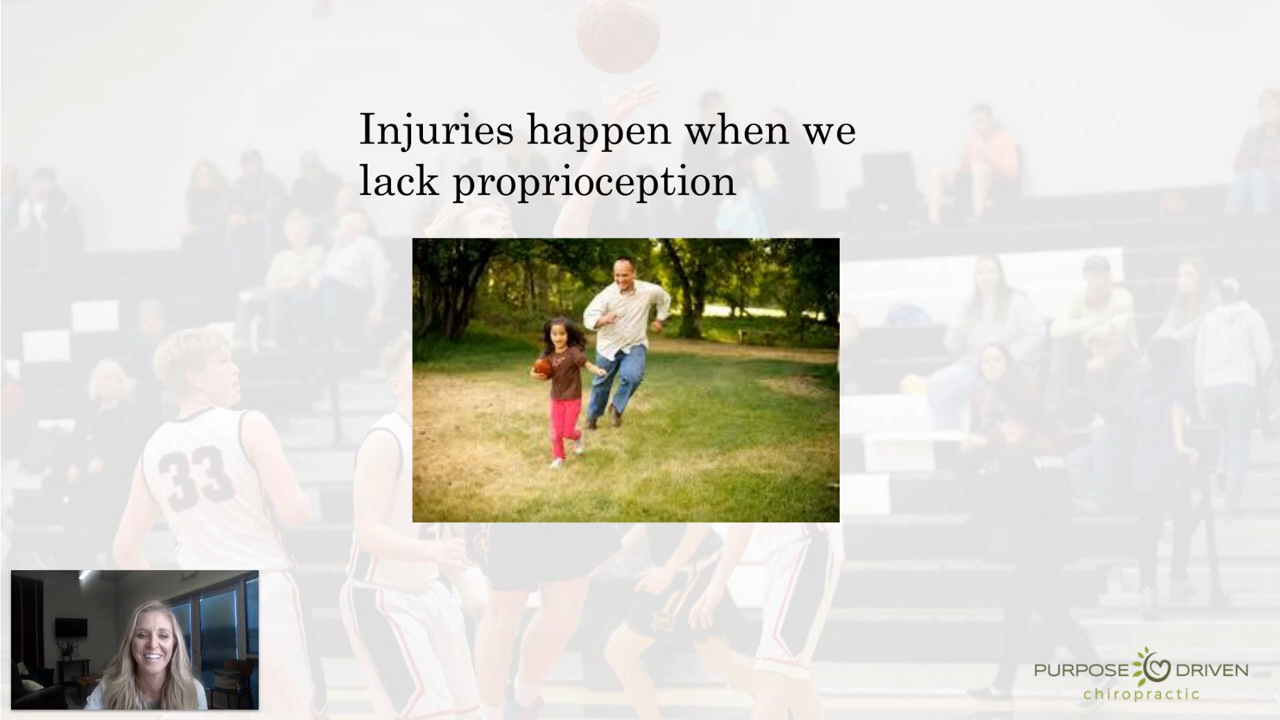 Injuries happen when we
lack proprioception
33
PURPOSE DRIVEN
chiropractic